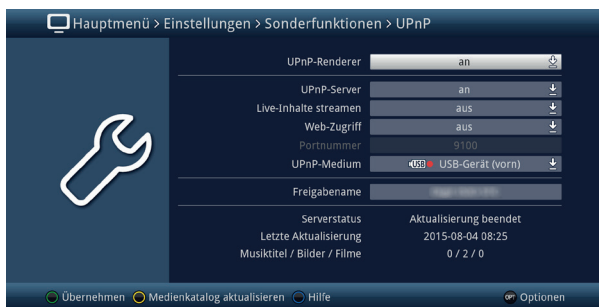 Hauptmenü > Einstellungen > Sonderfunktionen > UPnP
UPnP-Renderer an
UPnP-Server an
Live-Inhalte streamen aus
Web-Zugriff aus
Portnummer 9100
UPnP-Medium USB USB-Gerät (vorn)
Freigabename
Serverstatus Aktualisierung beendet
Letzte Aktualisierung 2015-08-04 08:25
Musiktitel / Bilder / Filme 0 / 2 / 0
Übernehmen Medienkatalog aktualisieren Hilfe OPT Optionen